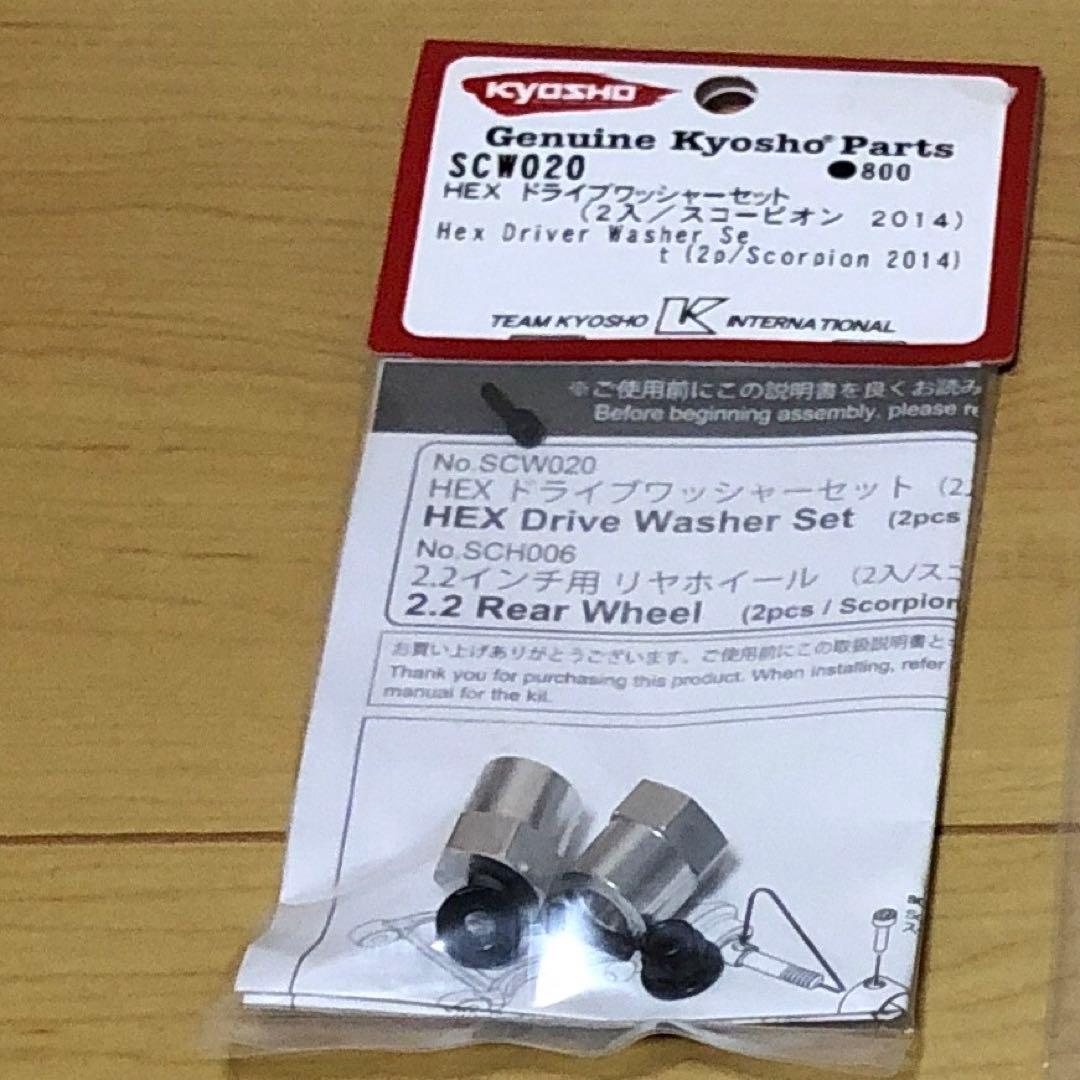 KYOSHO
Genuine Kyosho® Parts
SCW020 ●800
HEX ドライブワッシャーセット
(2入/スコーピオン 2014)
Hex Driver Washer Se
t(2p/Scorpion 2014)
TEAM KYOSHO K INTERNATIONAL
※ご使用前にこの説明書を良くお読み
Before beginning assembly, please re
No.SCW020
HEX ドライブワッシャーセット (2
HEX Drive Washer Set (2pcs
No.SCH006
2.2インチ用 リヤホイール (2入/スコ
2.2 Rear Wheel (2pcs / Scorpion
お買い上げありがとうございます。ご使用前にこの取扱説明書と
Thank you for purchasing this product. When installing, refer
manual for the kit.